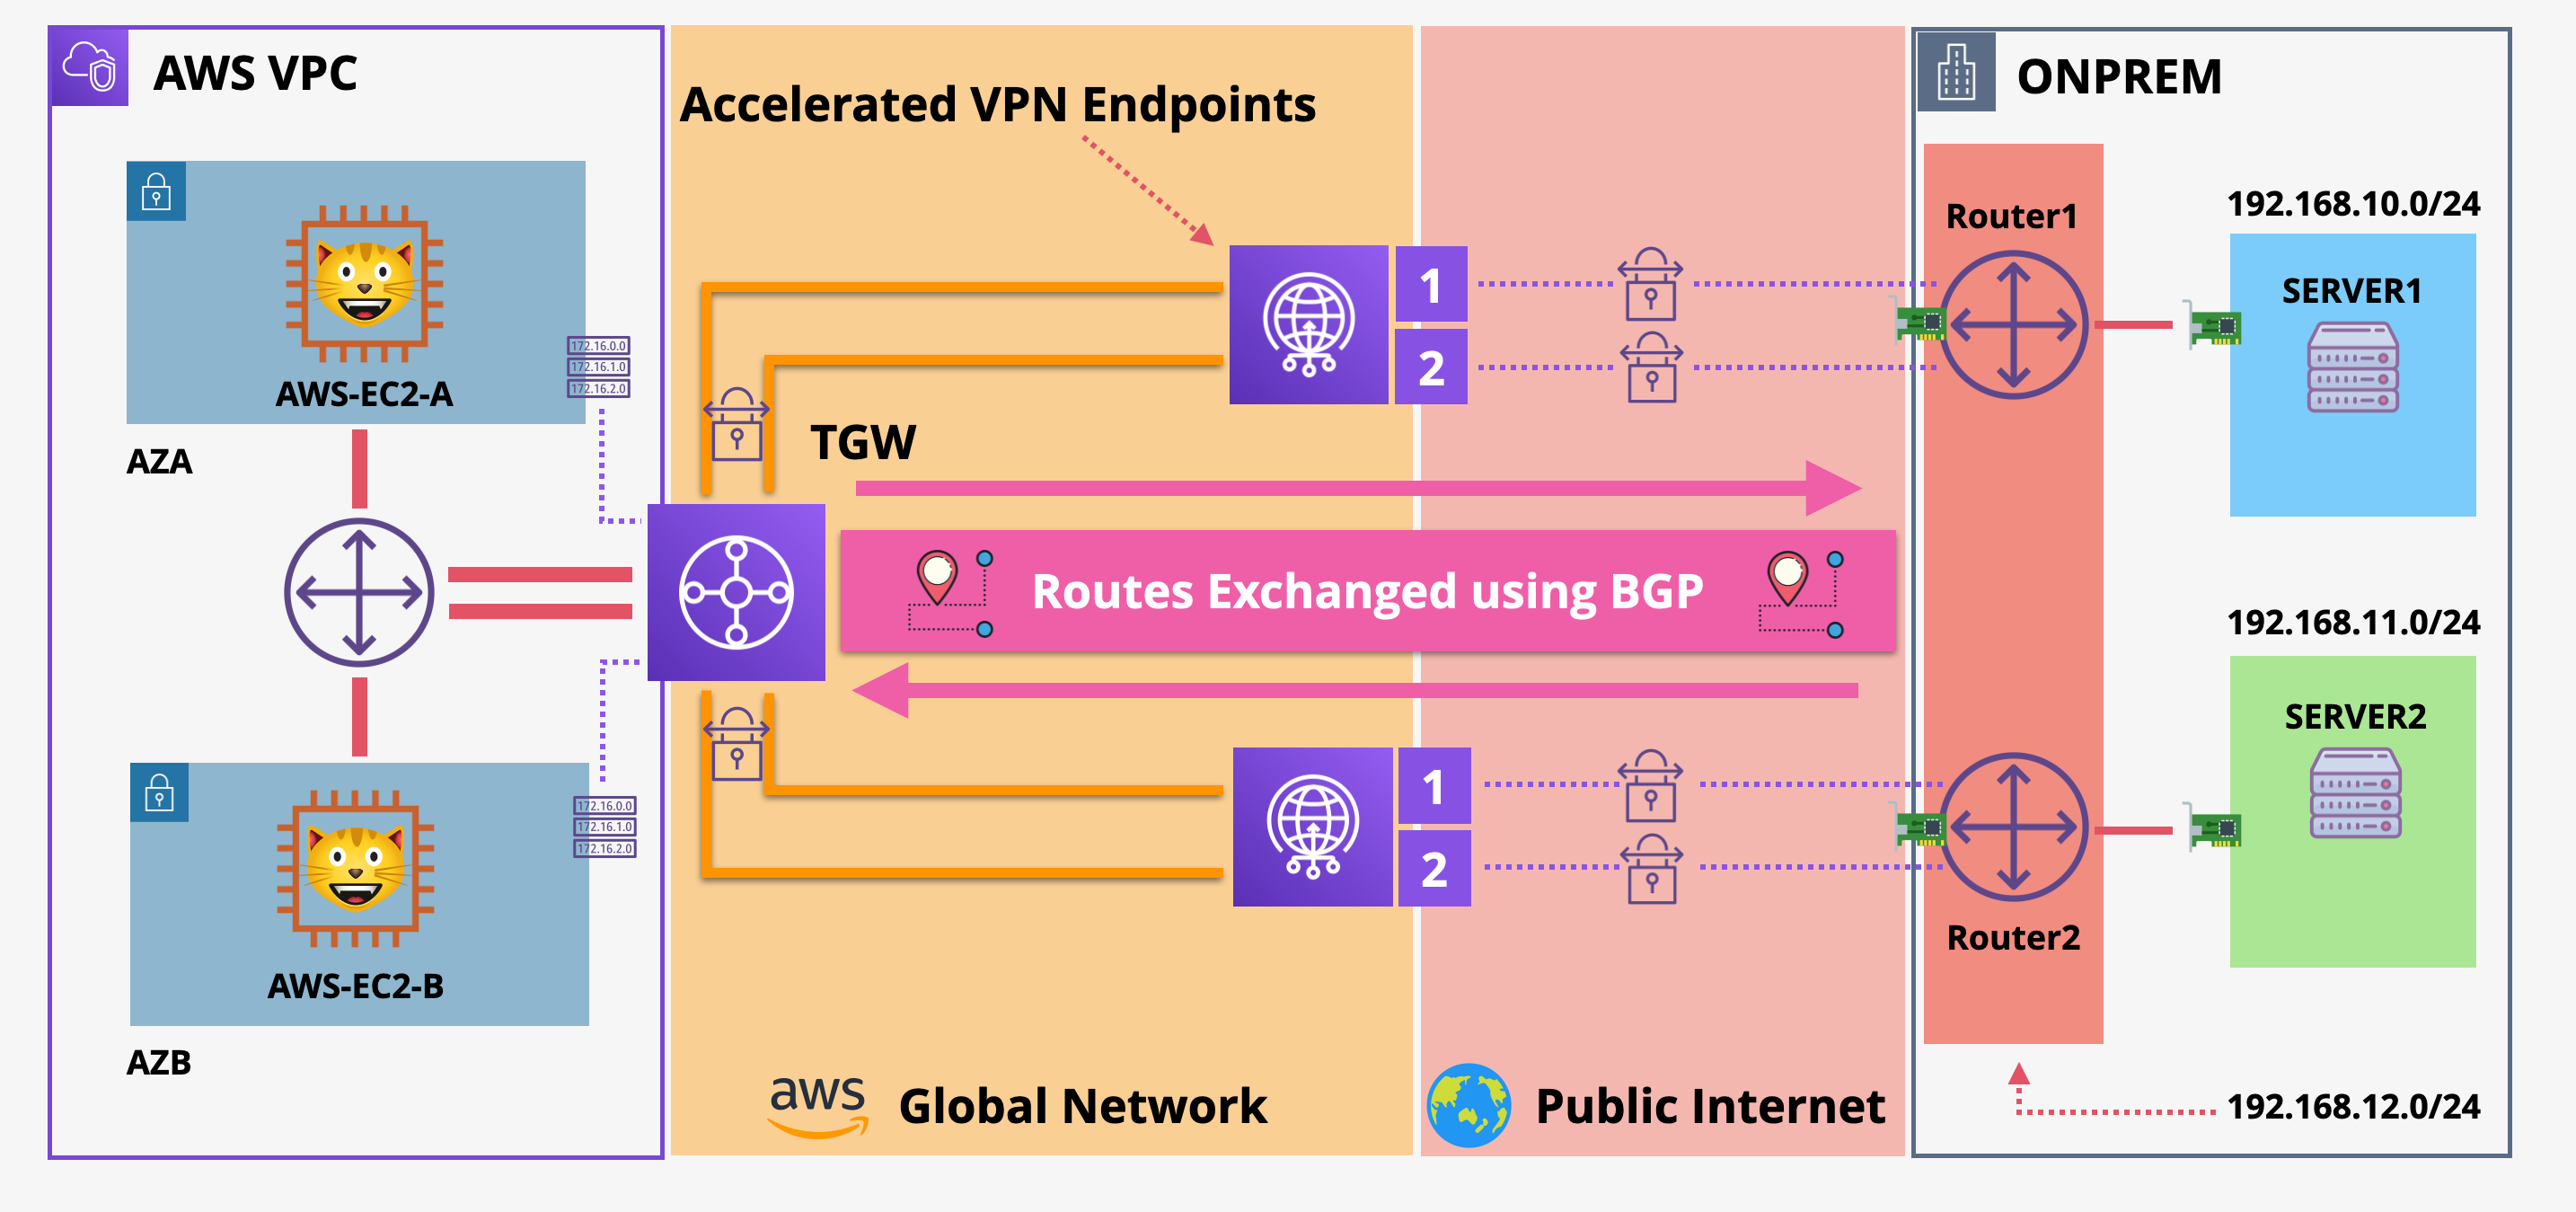 AWS VPC
AWS-EC2-A
172.16.0.0
172.16.1.0
172.16.2.0
AZA
AWS-EC2-B
172.16.0.0
172.16.1.0
172.16.2.0
AZB
Accelerated VPN Endpoints
1
2
TGW
Routes Exchanged using BGP
1
2
aws
Global Network
Public Internet
ONPREM
Router1
192.168.10.0/24
SERVER1
192.168.11.0/24
SERVER2
Router2
192.168.12.0/24